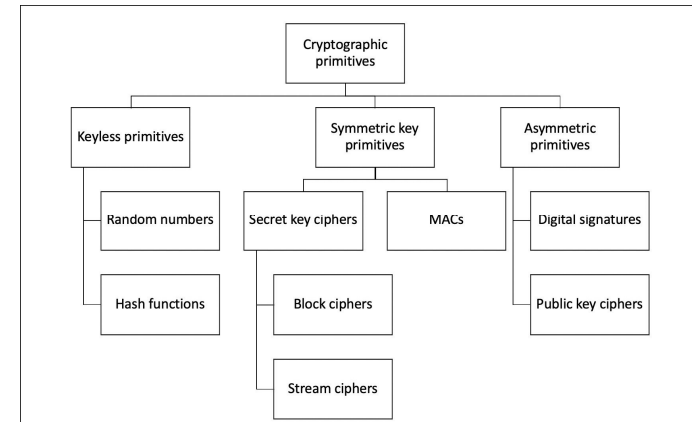 Cryptographic
primitives
Keyless primitives
Symmetric key
primitives
Asymmetric
primitives
Random numbers
Secret key ciphers
MACs
Digital signatures
Hash functions
Block ciphers
Public key ciphers
Stream ciphers